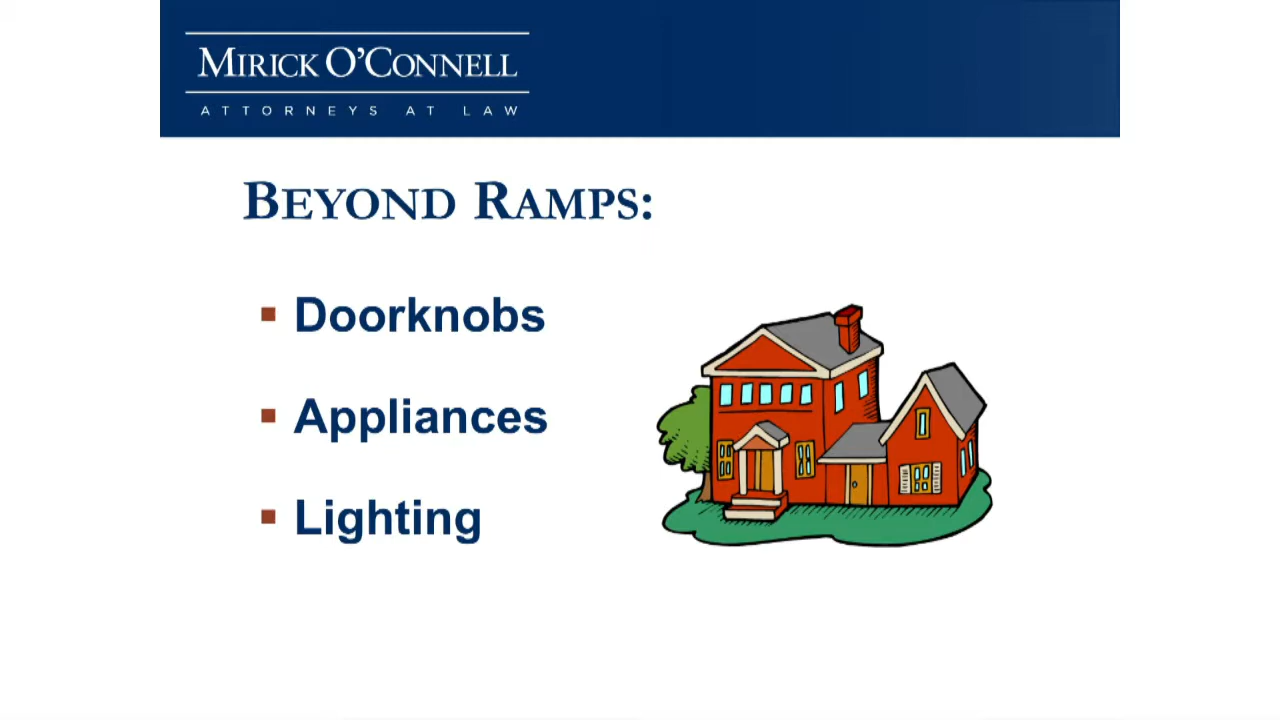 MIRICK O'CONNELL
ATTORNEYS AT LAW
BEYOND RAMPS:
▪ Doorknobs
▪ Appliances
▪ Lighting